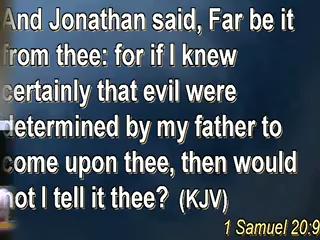 And Jonathan said, Far be it
from thee: for if I knew
certainly that evil were
determined by my father to
come upon thee, then would
not I tell it thee? (KJV)
1 Samuel 20:9